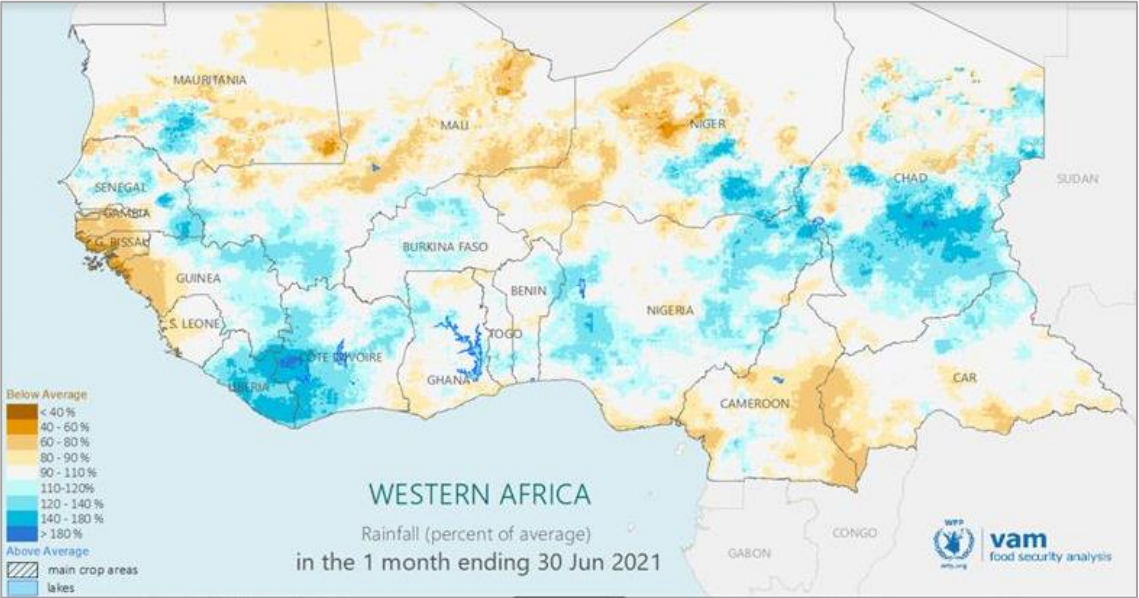 MAURITANIA
MALI
NIGER
CHAD
SUDAN
SENEGAL
GAMBIA
G. BISSAU
GUINEA
BURKINA FASO
BENIN
NIGERIA
S. LEONE
TOGO
COTE D'IVOIRE
GHANA
LIBERIA
CAMEROON
CAR
GABON
CONGO
Below Average
< 40 %
40 - 60 %
60 - 80 %
80 - 90 %
90 - 110 %
110-120%
120 - 140 %
140 - 180 %
> 180 %
Above Average
main crop areas
lakes
WESTERN AFRICA
Rainfall (percent of average)
in the 1 month ending 30 Jun 2021
WFP
wfp.org
vam
food security analysis